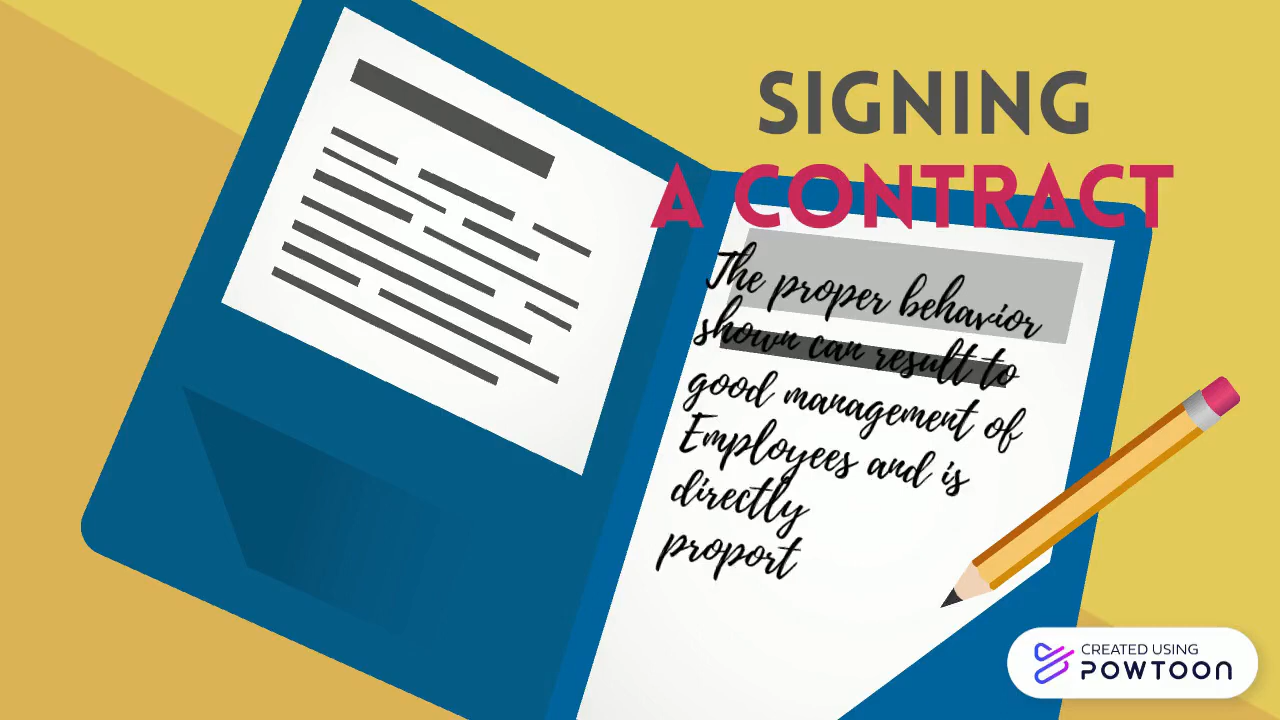 SIGNING
A CONTRACT
The proper behavior
shown can result to
good management of
Employees and is
directly
proport
CREATED USING
POWTOON